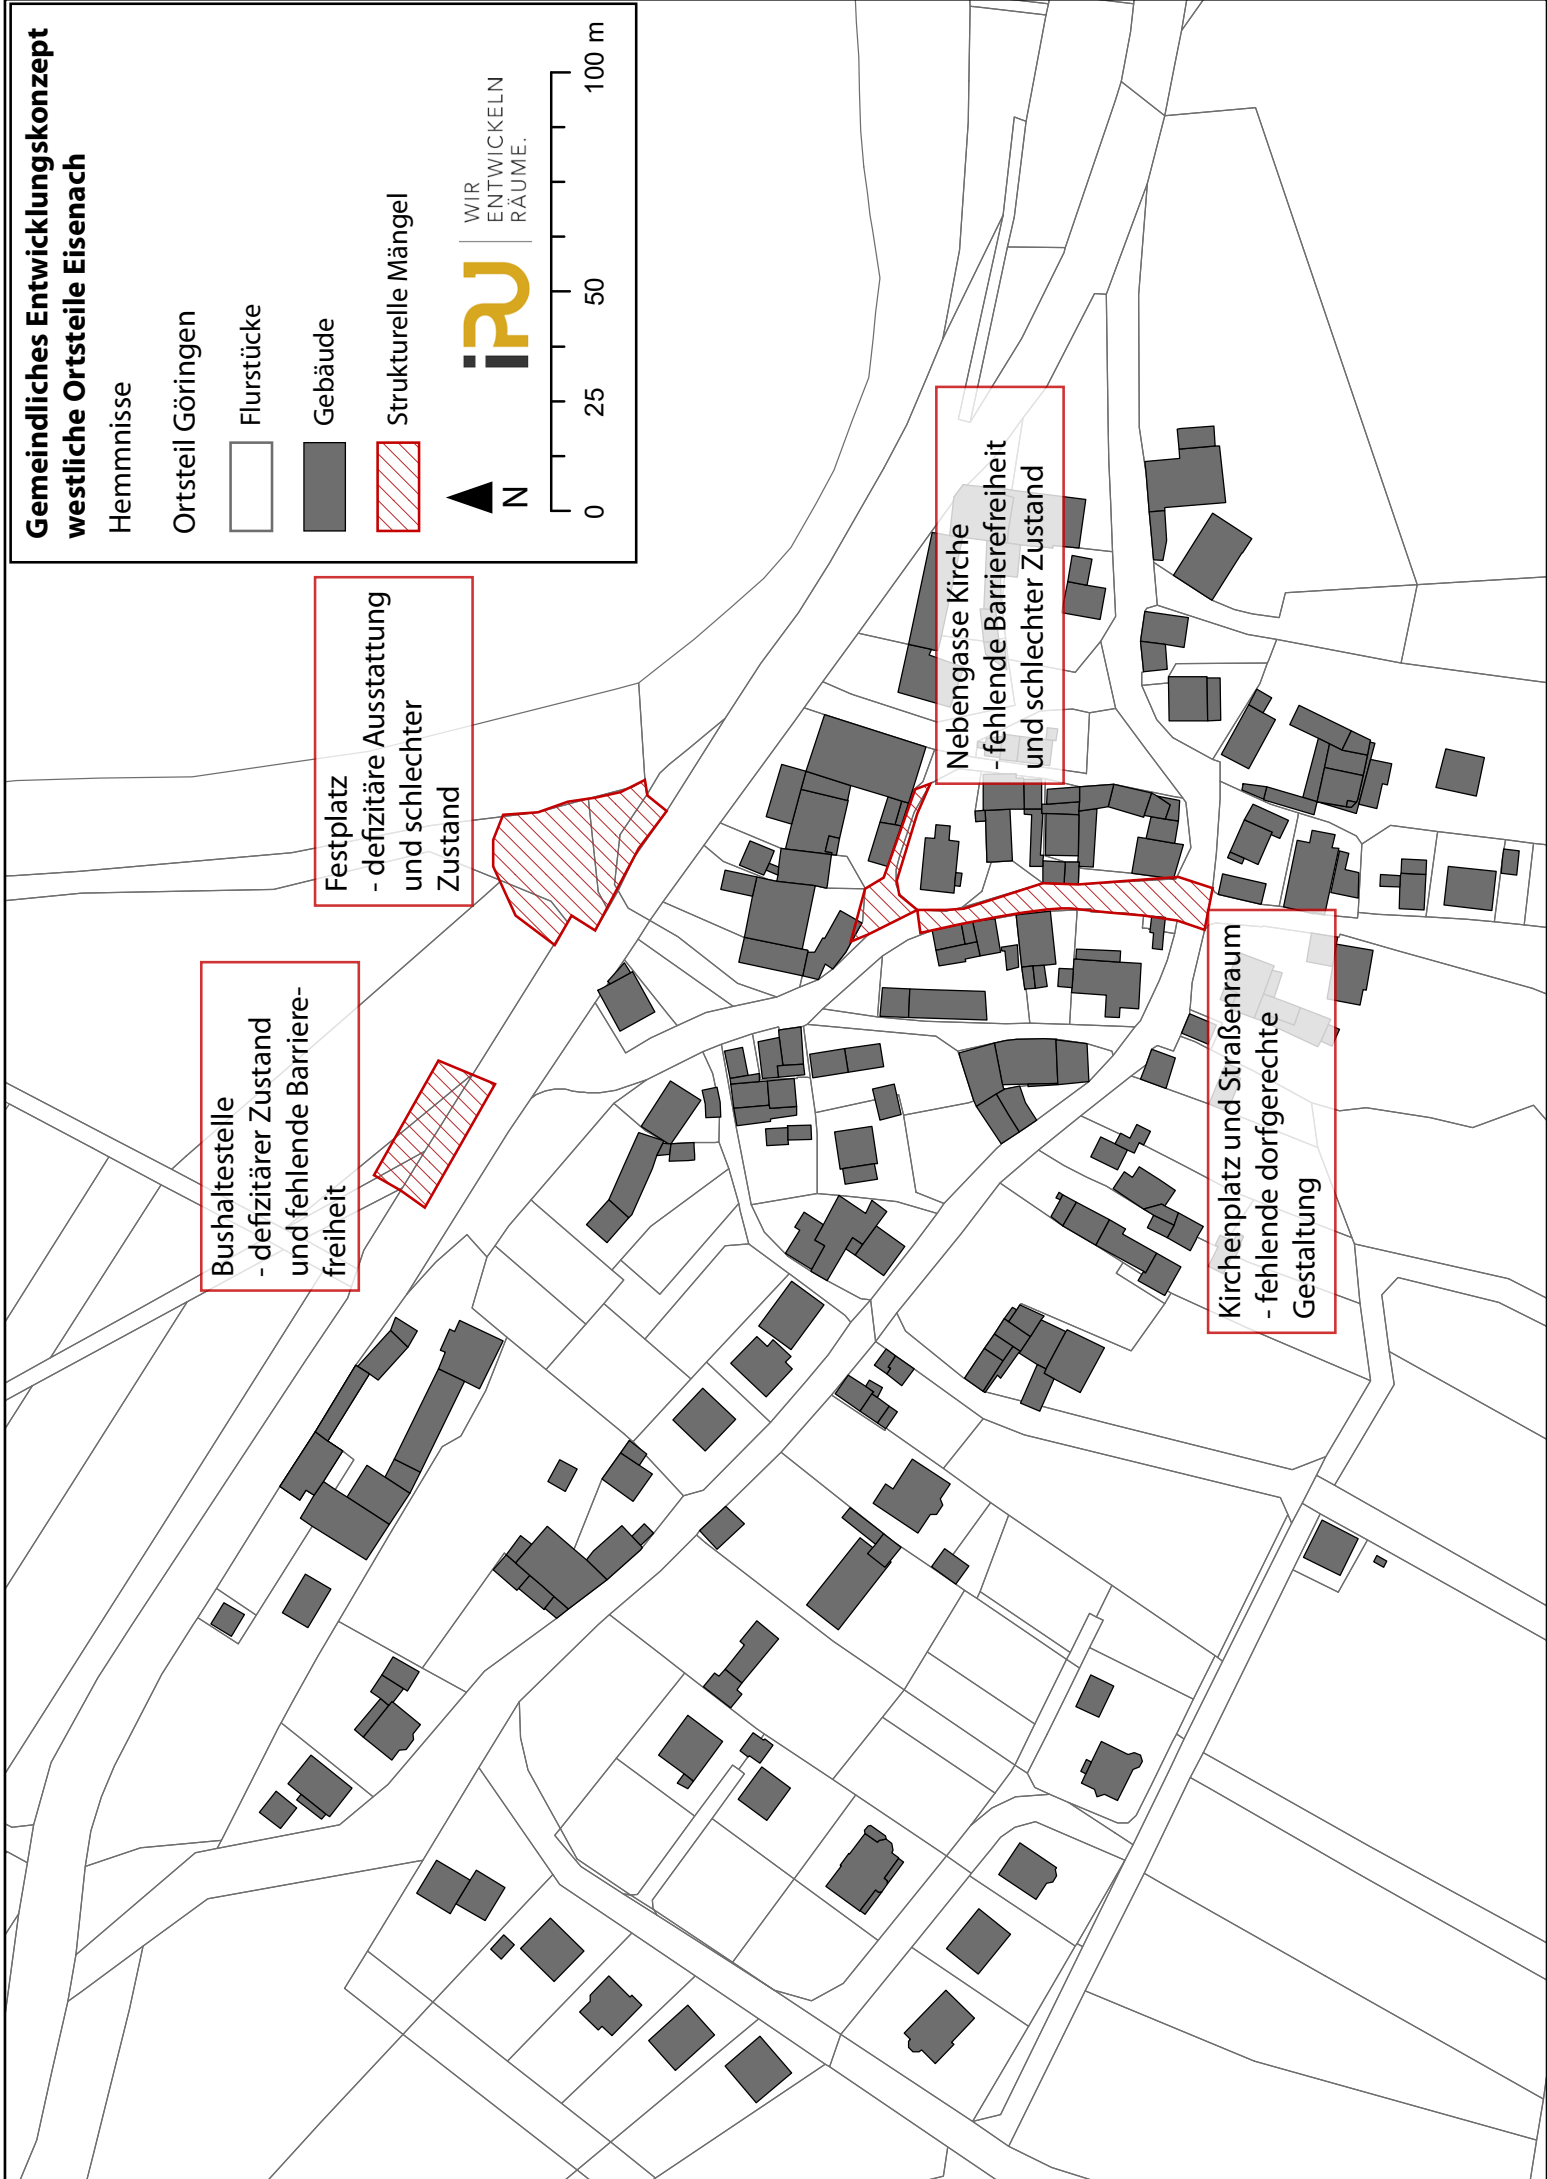 Gemeindliches Entwicklungskonzept
westliche Ortsteile Eisenach
Hemmnisse
Ortsteil Göringen
Flurstücke
Gebäude
Strukturelle Mängel
N
iRU
WIR
ENTWICKELN
RÄUME.
0 25 50 100 m
Bushaltestelle
- defizitärer Zustand
und fehlende Barriere-
freiheit
Festplatz
- defizitäre Ausstattung
und schlechter
Zustand
Nebengasse Kirche
- fehlende Barrierefreiheit
und schlechter Zustand
Kirchenplatz und Straßenraum
- fehlende dorfgerechte
Gestaltung